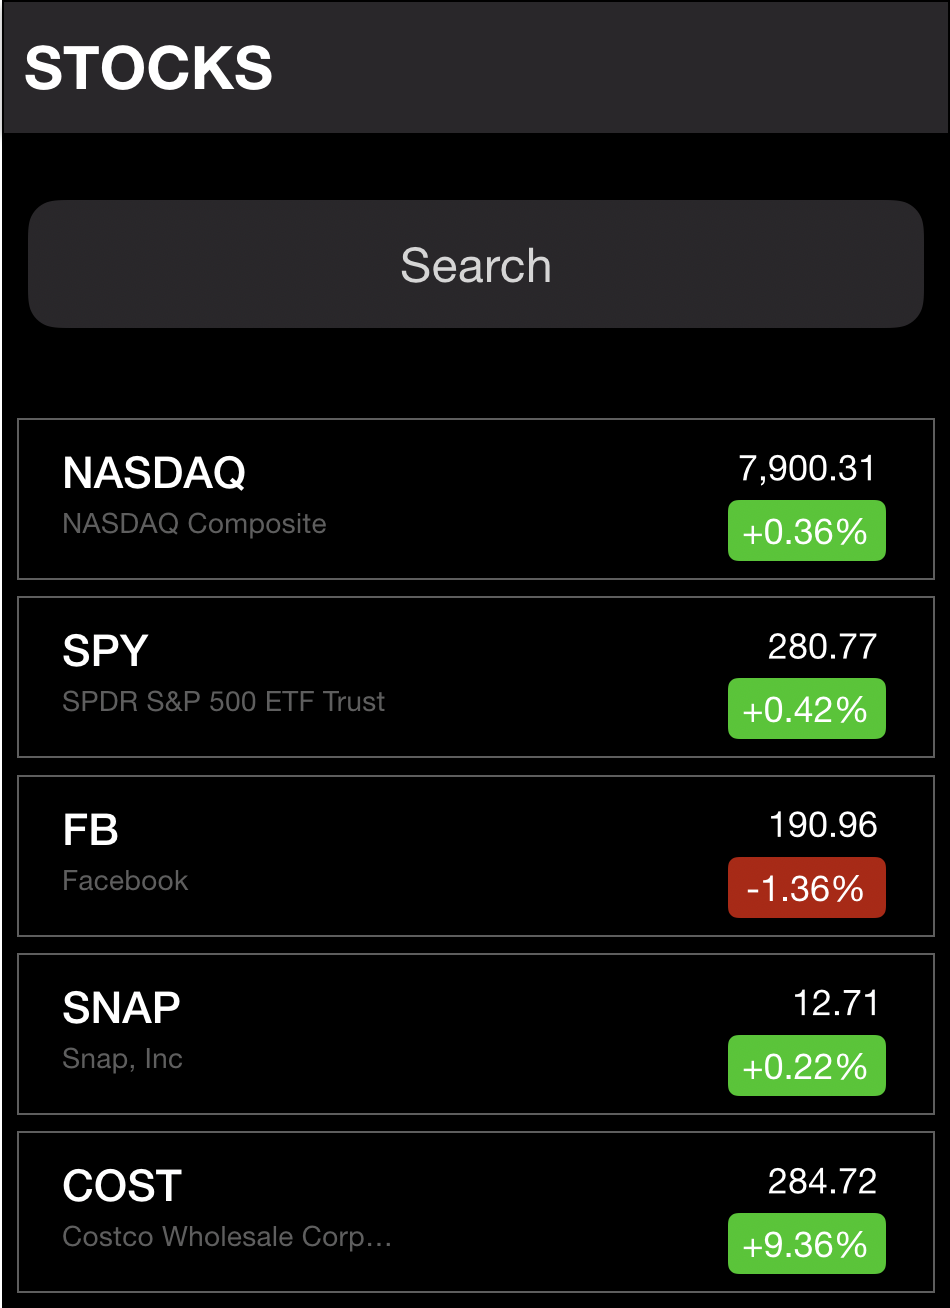 STOCKS
Search
NASDAQ
7,900.31
NASDAQ Composite
+0.36%
SPY
280.77
SPDR S&P 500 ETF Trust
+0.42%
FB
190.96
Facebook
-1.36%
SNAP
12.71
Snap, Inc
+0.22%
COST
284.72
Costco Wholesale Corp…
+9.36%